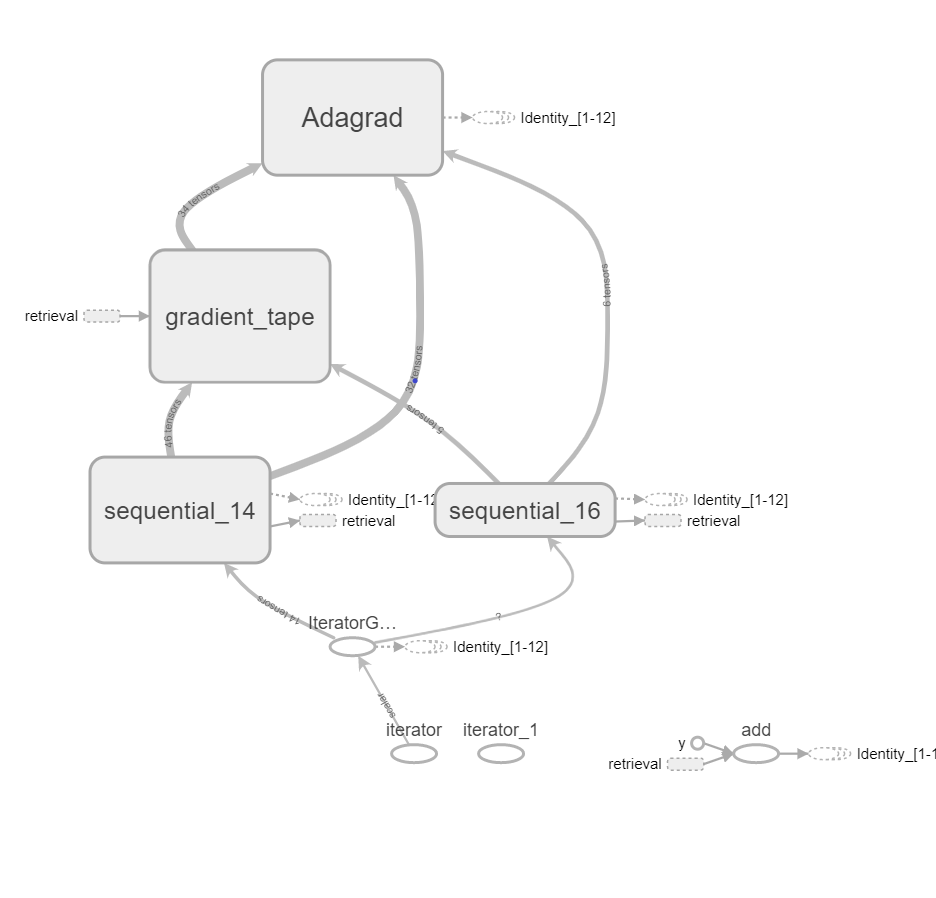 Adagrad
Identity_[1-12]
34 tensors
6 tensors
retrieval
gradient_tape
32 tensors
5 tensors
46 tensors
sequential_14
Identity_[1-12
retrieval
sequential_16
Identity_[1-12]
retrieval
14 tensors
IteratorG…
?
Identity_[1-12]
scalar
iterator
iterator_1
add
y
retrieval
Identity_[1-1